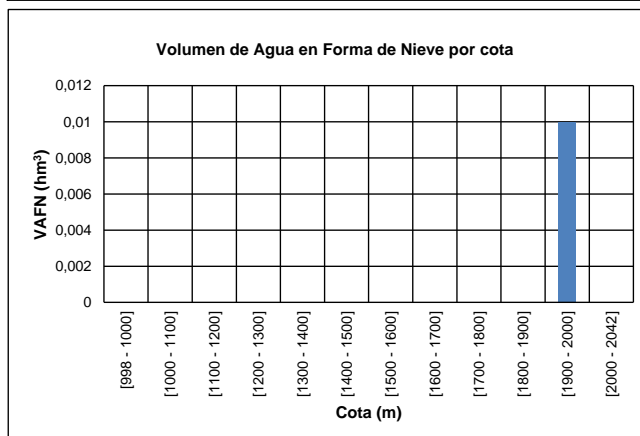 Volumen de Agua en Forma de Nieve por cota
VAFN (hm³)
0,012
0,01
0,008
0,006
0,004
0,002
0
[998 - 1000]
[1000 - 1100]
[1100 - 1200]
[1200 - 1300]
[1300 - 1400]
[1400 - 1500]
[1500 - 1600]
[1600 - 1700]
[1700 - 1800]
[1800 - 1900]
[1900 - 2000]
[2000 - 2042]
Cota (m)